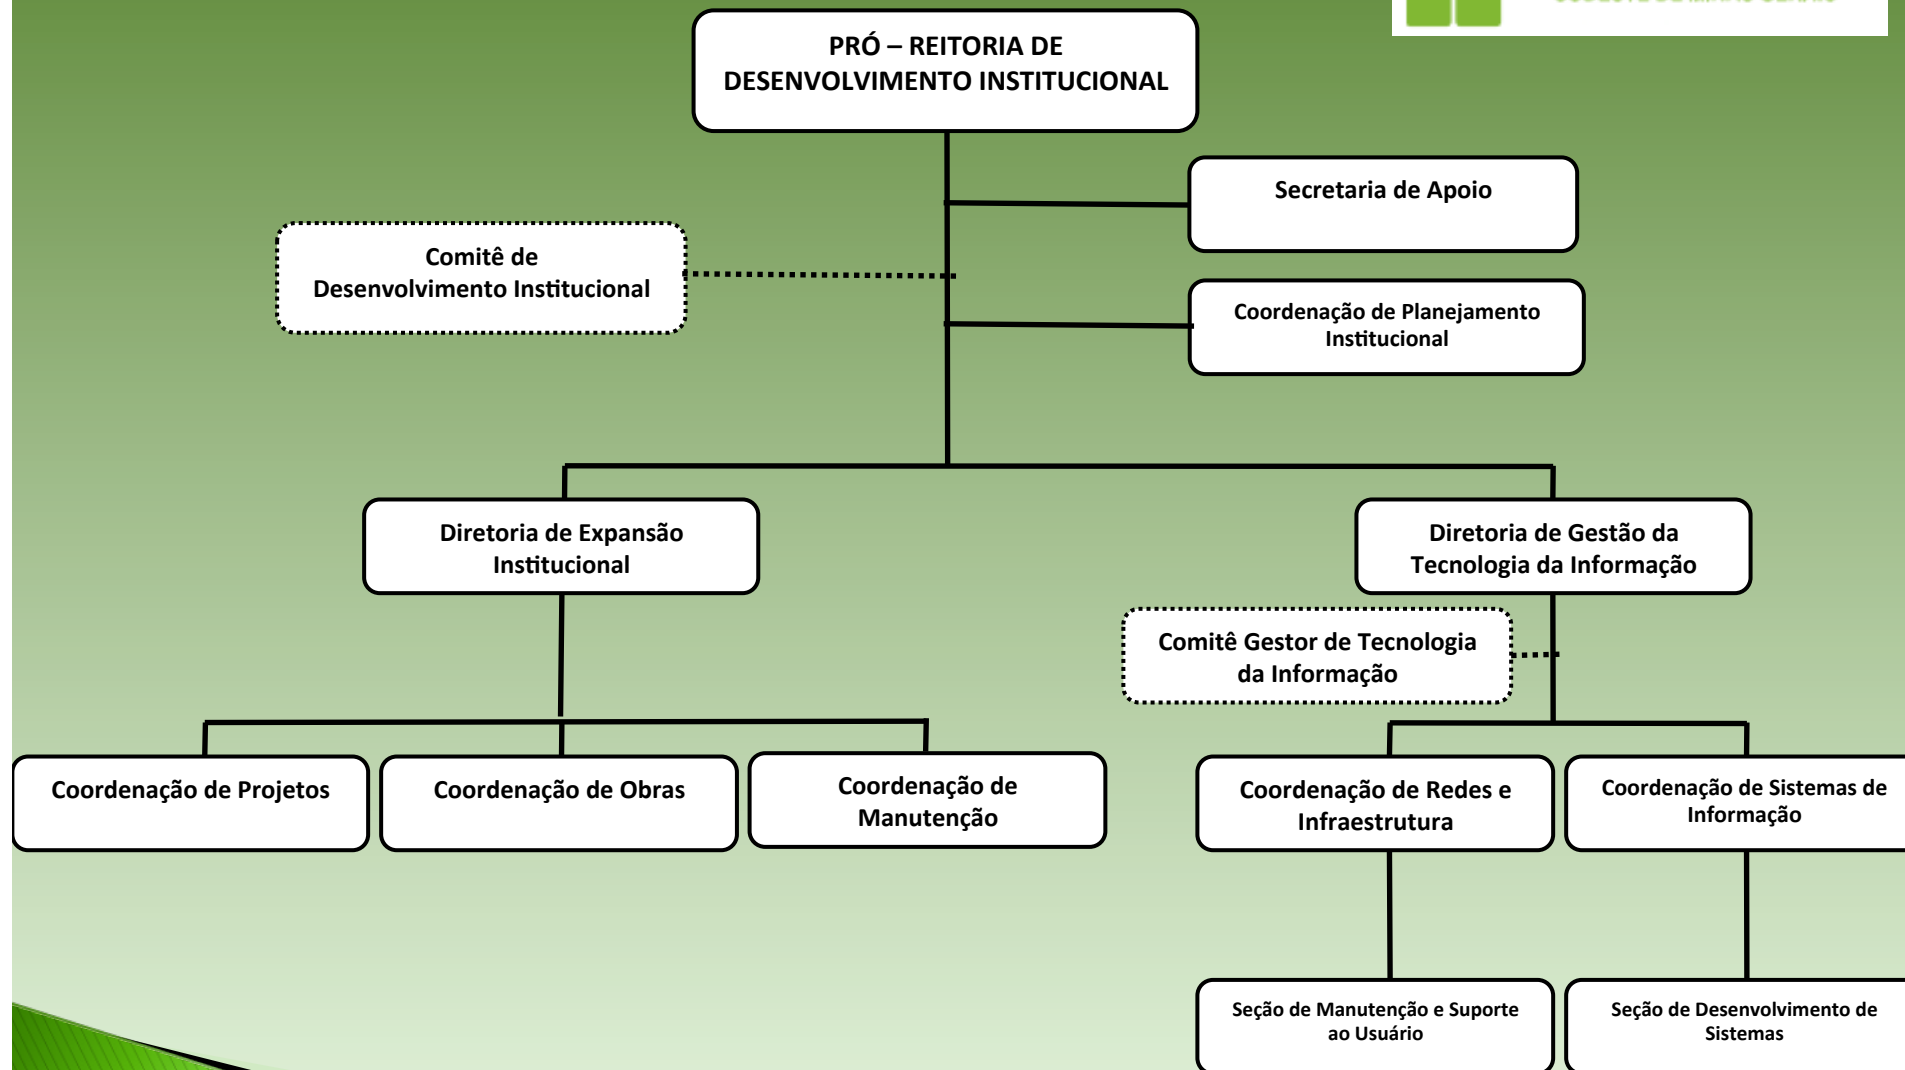 PRÓ – REITORIA DE
DESENVOLVIMENTO INSTITUCIONAL
Secretaria de Apoio
Comitê de
Desenvolvimento Institucional
Coordenação de Planejamento
Institucional
Diretoria de Expansão
Institucional
Diretoria de Gestão da
Tecnologia da Informação
Comitê Gestor de Tecnologia
da Informação
Coordenação de Projetos
Coordenação de Obras
Coordenação de
Manutenção
Coordenação de Redes e
Infraestrutura
Coordenação de Sistemas de
Informação
Seção de Manutenção e Suporte
ao Usuário
Seção de Desenvolvimento de
Sistemas